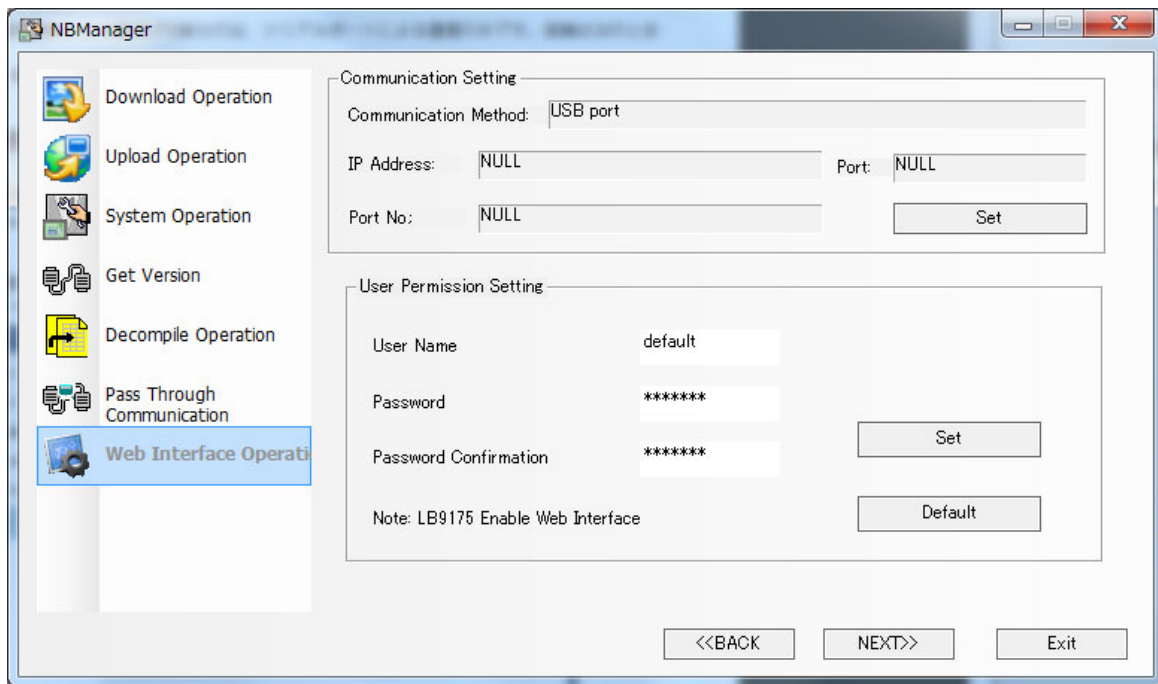 NBManager
Download Operation
Upload Operation
System Operation
Get Version
Decompile Operation
Pass Through
Communication
Web Interface Operati
Communication Setting
Communication Method: USB port
IP Address: NULL Port: NULL
Port No: NULL Set
User Permission Setting
User Name default
Password *******
Password Confirmation *******
Set
Note: LB9175 Enable Web Interface
Default
<<BACK NEXT>> Exit